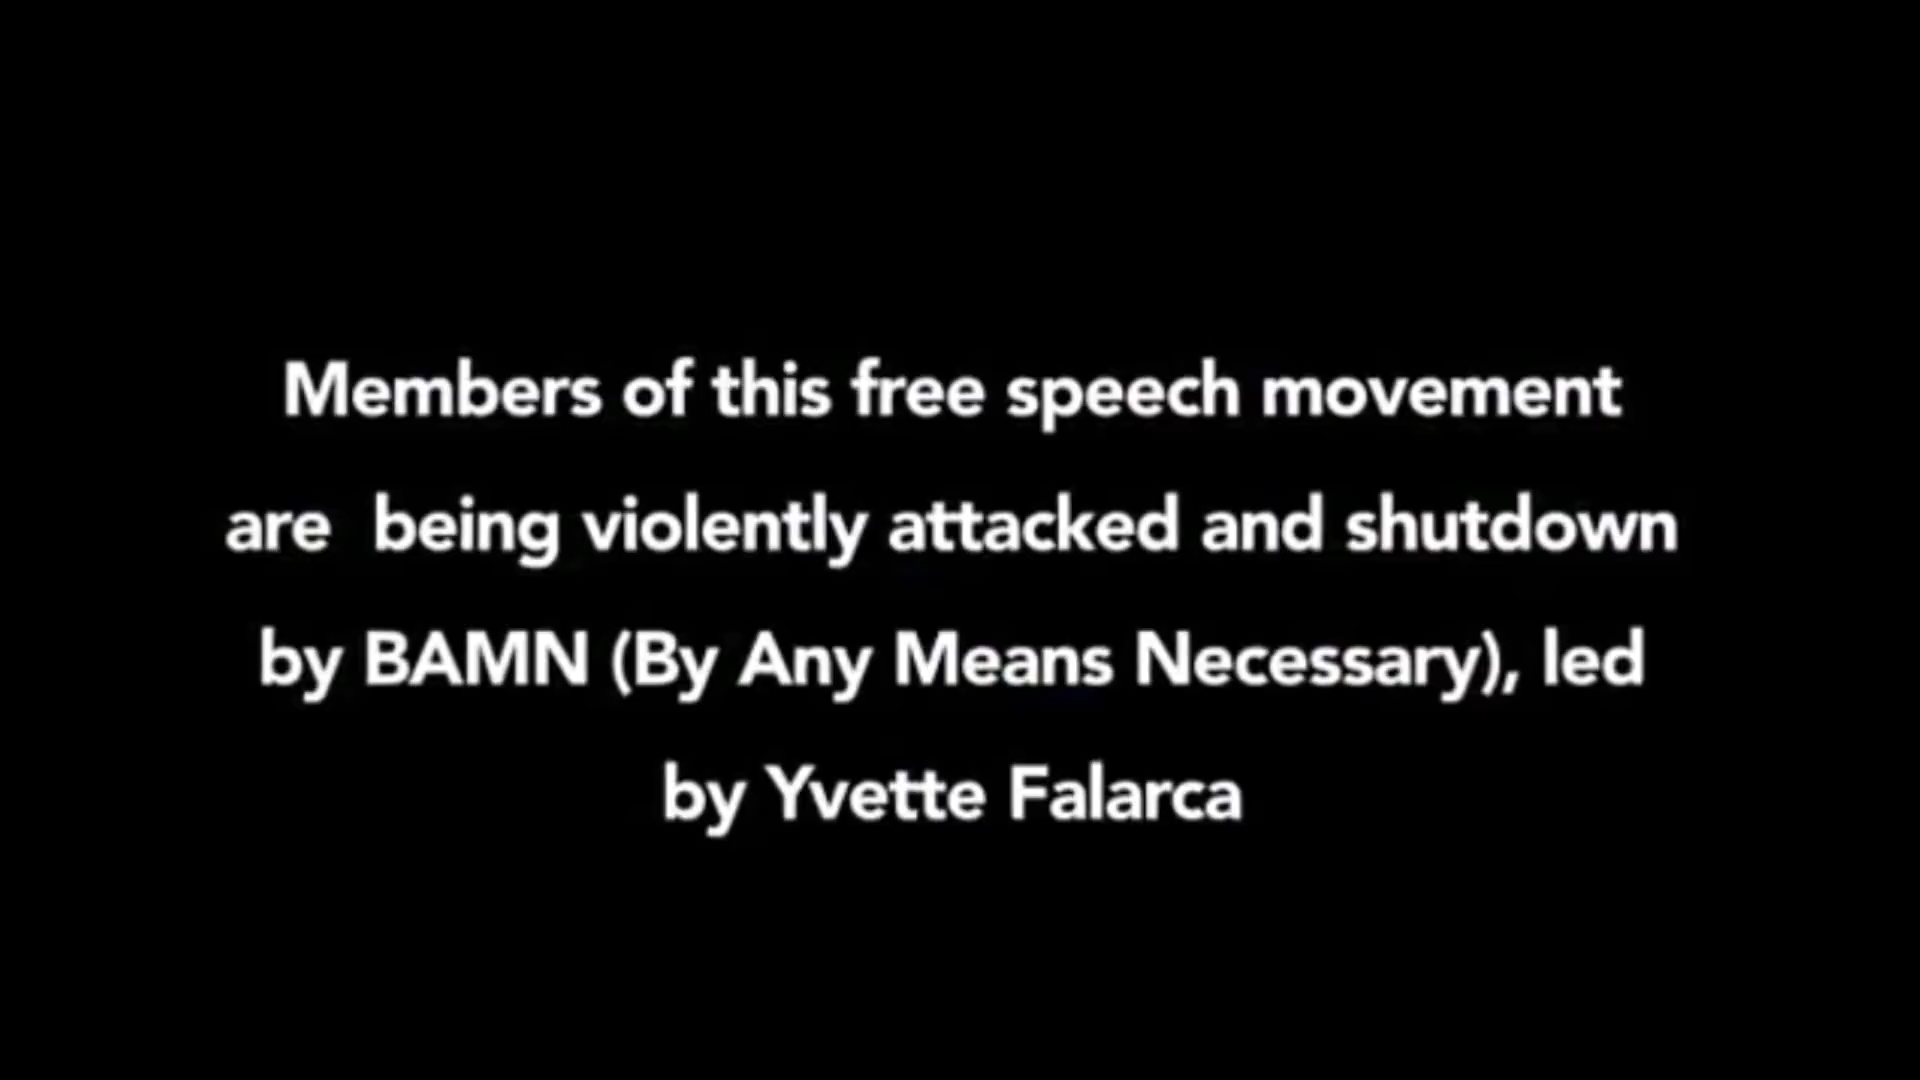 Members of this free speech movement
are  being violently attacked and shutdown
by BAMN (By Any Means Necessary), led
by Yvette Falarca